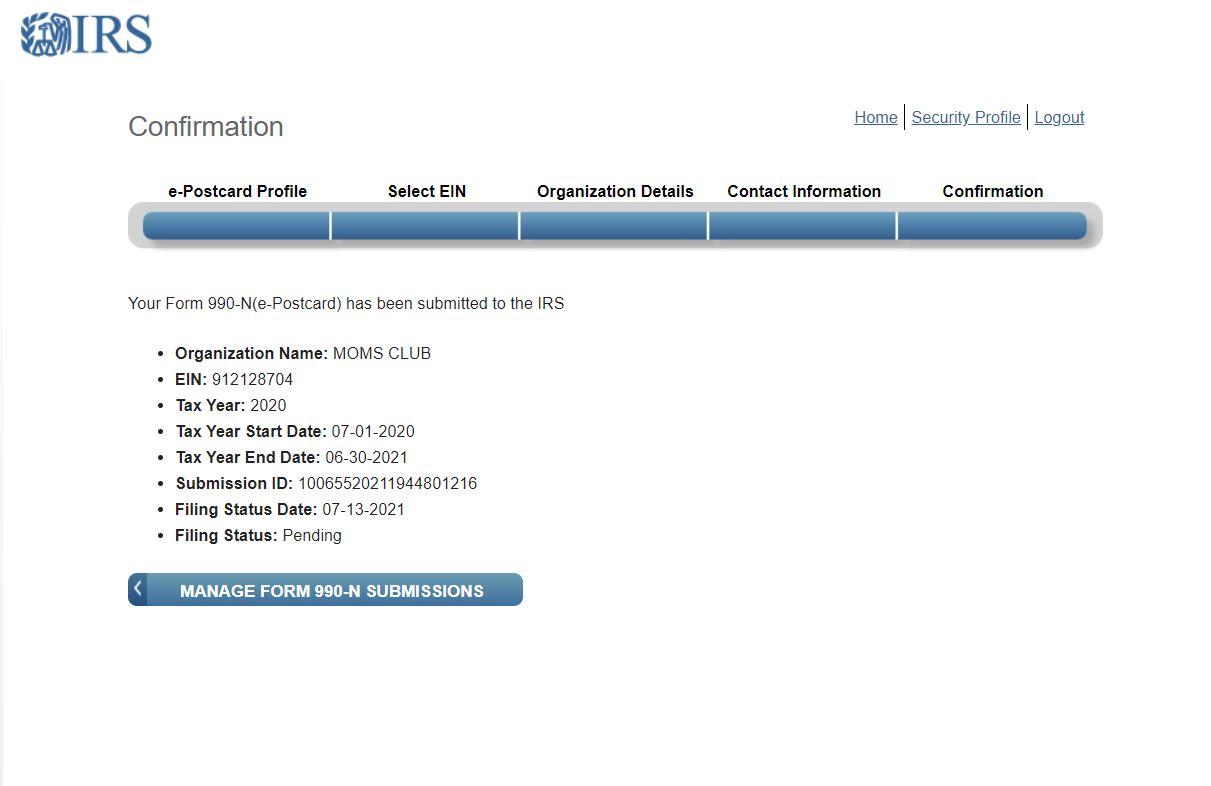 IRS
Confirmation
Home Security Profile Logout
e-Postcard Profile Select EIN Organization Details Contact Information Confirmation
Your Form 990-N(e-Postcard) has been submitted to the IRS
• Organization Name: MOMS CLUB
• EIN: 912128704
• Tax Year: 2020
• Tax Year Start Date: 07-01-2020
• Tax Year End Date: 06-30-2021
• Submission ID: 10065520211944801216
• Filing Status Date: 07-13-2021
• Filing Status: Pending
MANAGE FORM 990-N SUBMISSIONS